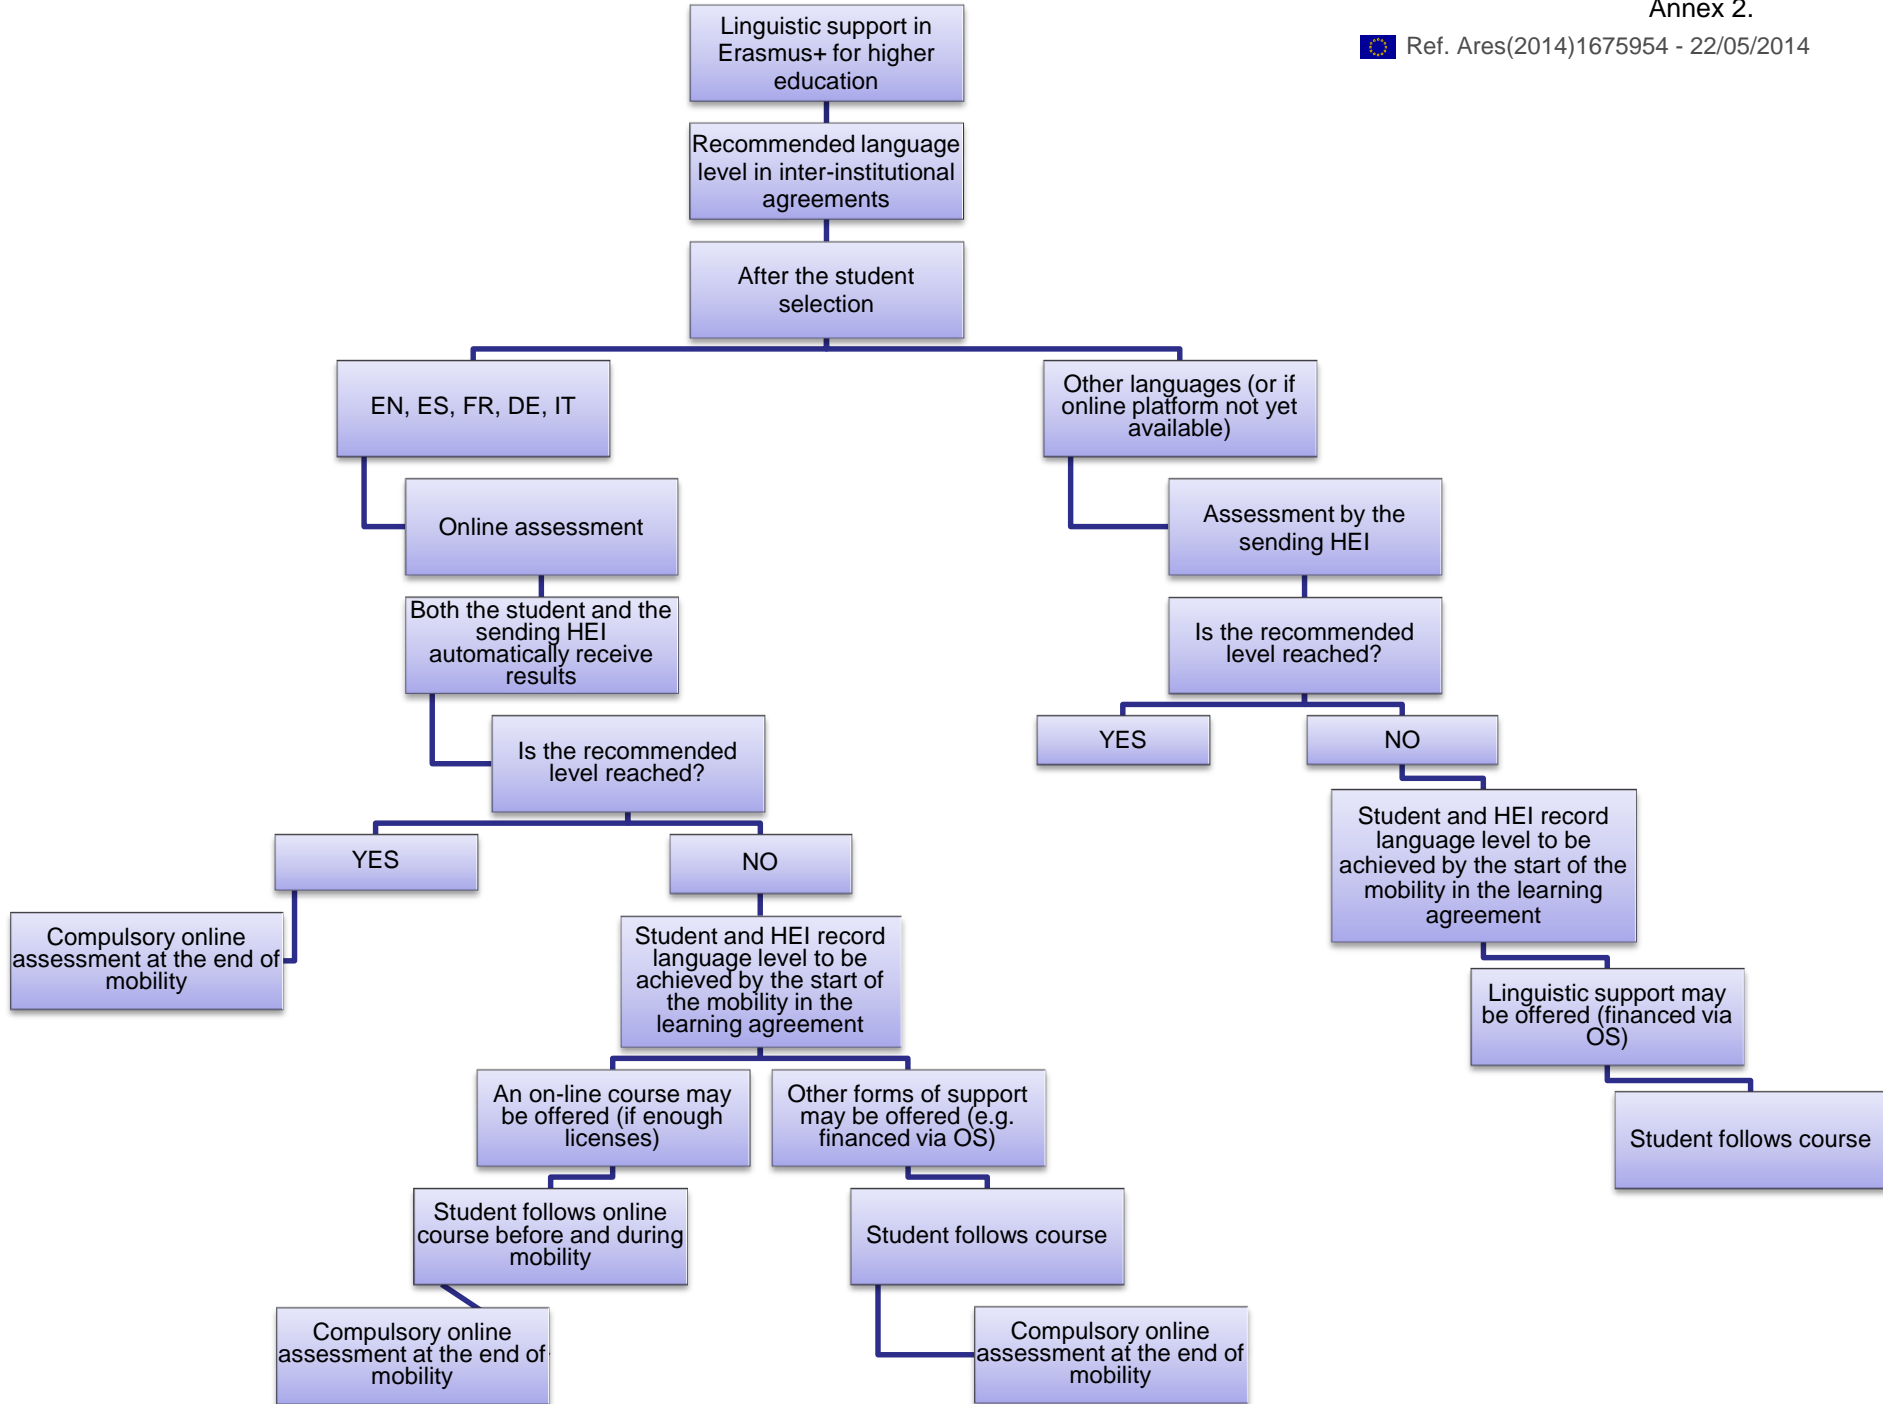 Annex 2.
Ref. Ares(2014)1675954 - 22/05/2014
Linguistic support in
Erasmus+ for higher
education
Recommended language
level in inter-institutional
agreements
After the student
selection
EN, ES, FR, DE, IT
Other languages (or if
online platform not yet
available)
Online assessment
Assessment by the
sending HEI
Both the student and the
sending HEI
automatically receive
results
Is the recommended
level reached?
Is the recommended
level reached?
YES
NO
YES
NO
Student and HEI record
language level to be
achieved by the start of the
mobility in the learning
agreement
Compulsory online
assessment at the end of
mobility
Student and HEI record
language level to be
achieved by the start of
the mobility in the
learning agreement
Linguistic support may
be offered (financed via
OS)
An on-line course may
be offered (if enough
licenses)
Other forms of support
may be offered (e.g.
financed via OS)
Student follows course
Student follows online
course before and during
mobility
Student follows course
Compulsory online
assessment at the end of
mobility
Compulsory online
assessment at the end of
mobility